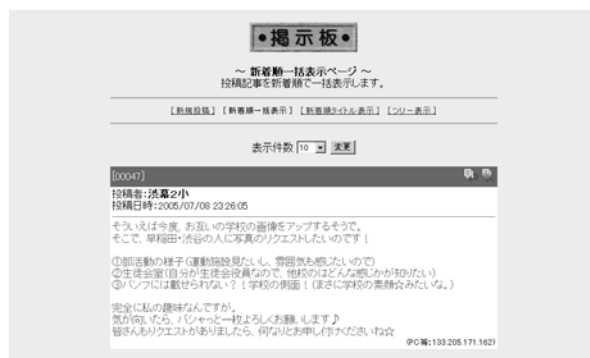 •掲示板•
～ 新着順一括表示ページ ～
投稿記事を新着順で一括表示します。
[新規投稿] [新着順一括表示] [新着順タイトル表示] [ツリー表示]
表示件数 10 変更
[00047]
投稿者:渋幕2小
投稿日時:2005/07/08 23:26:05
そういえば今度、お互いの学校の画像をアップするそうで。
そこで、早稲田・渋谷の人に写真のリクエストしたいのです！
①部活動の様子(運動施設見たいし、雰囲気も感じたいので)
②生徒会室(自分が生徒会役員なので、他校のはどんな感じかが知りたい)
③パンフには載せられない？！学校の側面！(まさに学校の素顔☆みたいな。)
完全に私の趣味なんですが。
気が向いたら、パシャっと一枚よろしくお願いします♪
皆さんもリクエストがありましたら、何なりとお申し付けくださいね☆
(PC等:133.205.171.162)